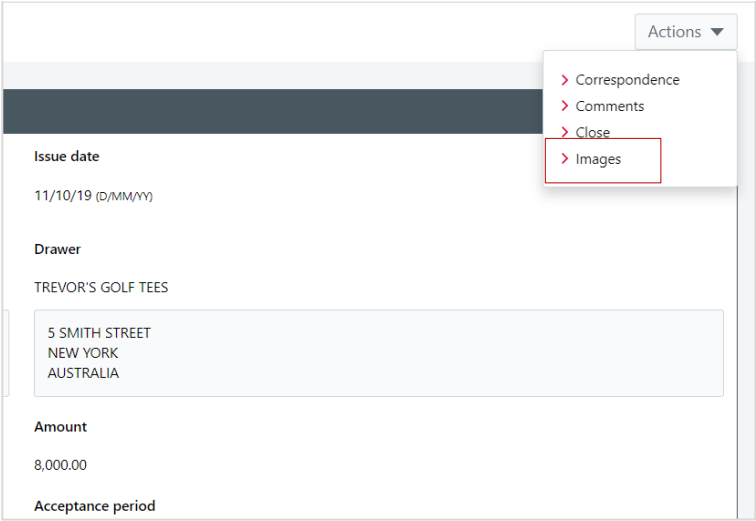 Actions
Correspondence
Comments
Close
Images
Issue date
11/10/19 (D/MM/YY)
Drawer
TREVOR'S GOLF TEES
5 SMITH STREET
NEW YORK
AUSTRALIA
Amount
8,000.00
Acceptance period